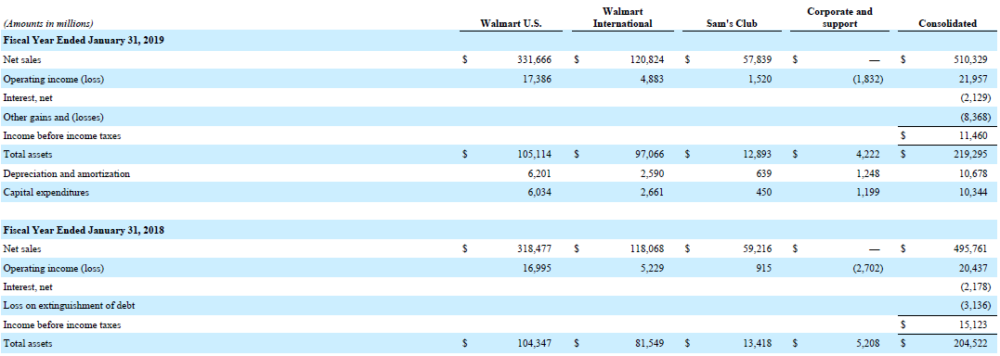 (Amounts in millions) Walmart U.S. Walmart International Sam's Club Corporate and support Consolidated
Fiscal Year Ended January 31, 2019
Net sales $ 331,666 $ 120,824 $ 57,839 $ — $ 510,329
Operating income (loss) 17,386 4,883 1,520 (1,832) 21,957
Interest, net (2,129)
Other gains and (losses) (8,368)
Income before income taxes $ 11,460
Total assets $ 105,114 $ 97,066 $ 12,893 $ 4,222 $ 219,295
Depreciation and amortization 6,201 2,590 639 1,248 10,678
Capital expenditures 6,034 2,661 450 1,199 10,344
Fiscal Year Ended January 31, 2018
Net sales $ 318,477 $ 118,068 $ 59,216 $ — $ 495,761
Operating income (loss) 16,995 5,229 915 (2,702) 20,437
Interest, net (2,178)
Loss on extinguishment of debt (3,136)
Income before income taxes $ 15,123
Total assets $ 104,347 $ 81,549 $ 13,418 $ 5,208 $ 204,522